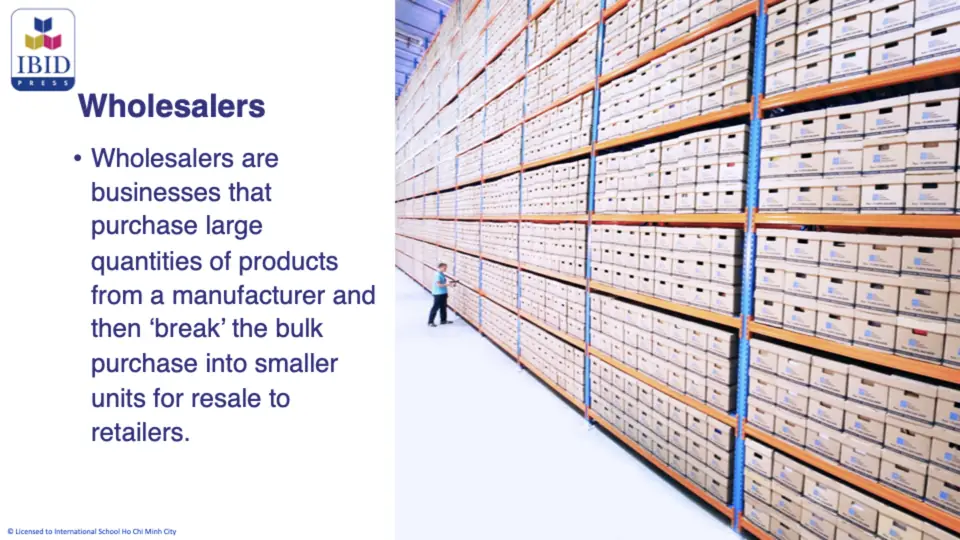 IBID
PRESS
Wholesalers
• Wholesalers are
businesses that
purchase large
quantities of products
from a manufacturer and
then ‘break’ the bulk
purchase into smaller
units for resale to
retailers.
© Licensed to International School Ho Chi Minh City